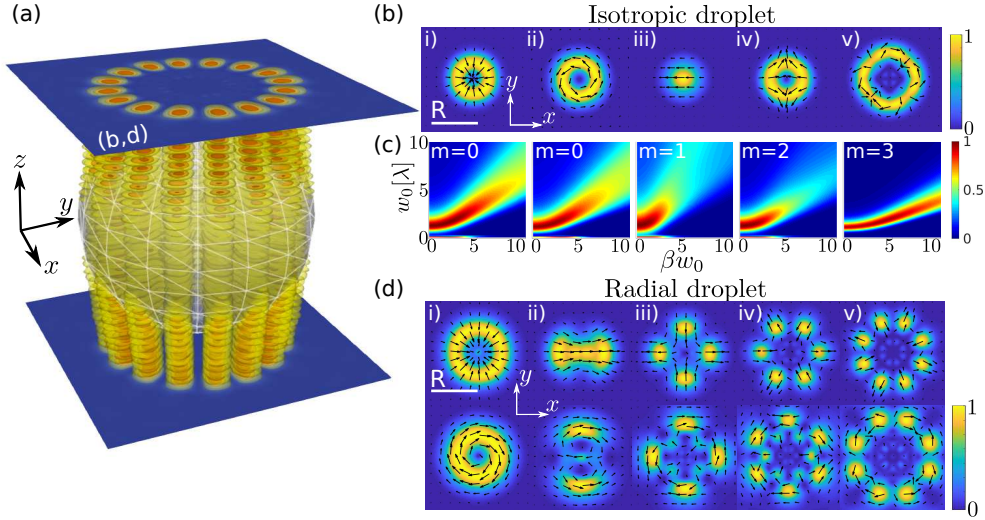 (a)
(b,d)
z
y
x
(b)
Isotropic droplet
i)
ii)
iii)
iv)
v)
R
y
x
1
0
(c)
w₀[λ]
10
5
0
m=0
m=0
m=1
m=2
m=3
0 5 10
0 5 10
0 5 10
0 5 10
0 5 10
βw₀
1
0.5
0
(d)
Radial droplet
i)
ii)
iii)
iv)
v)
R
y
x
1
0